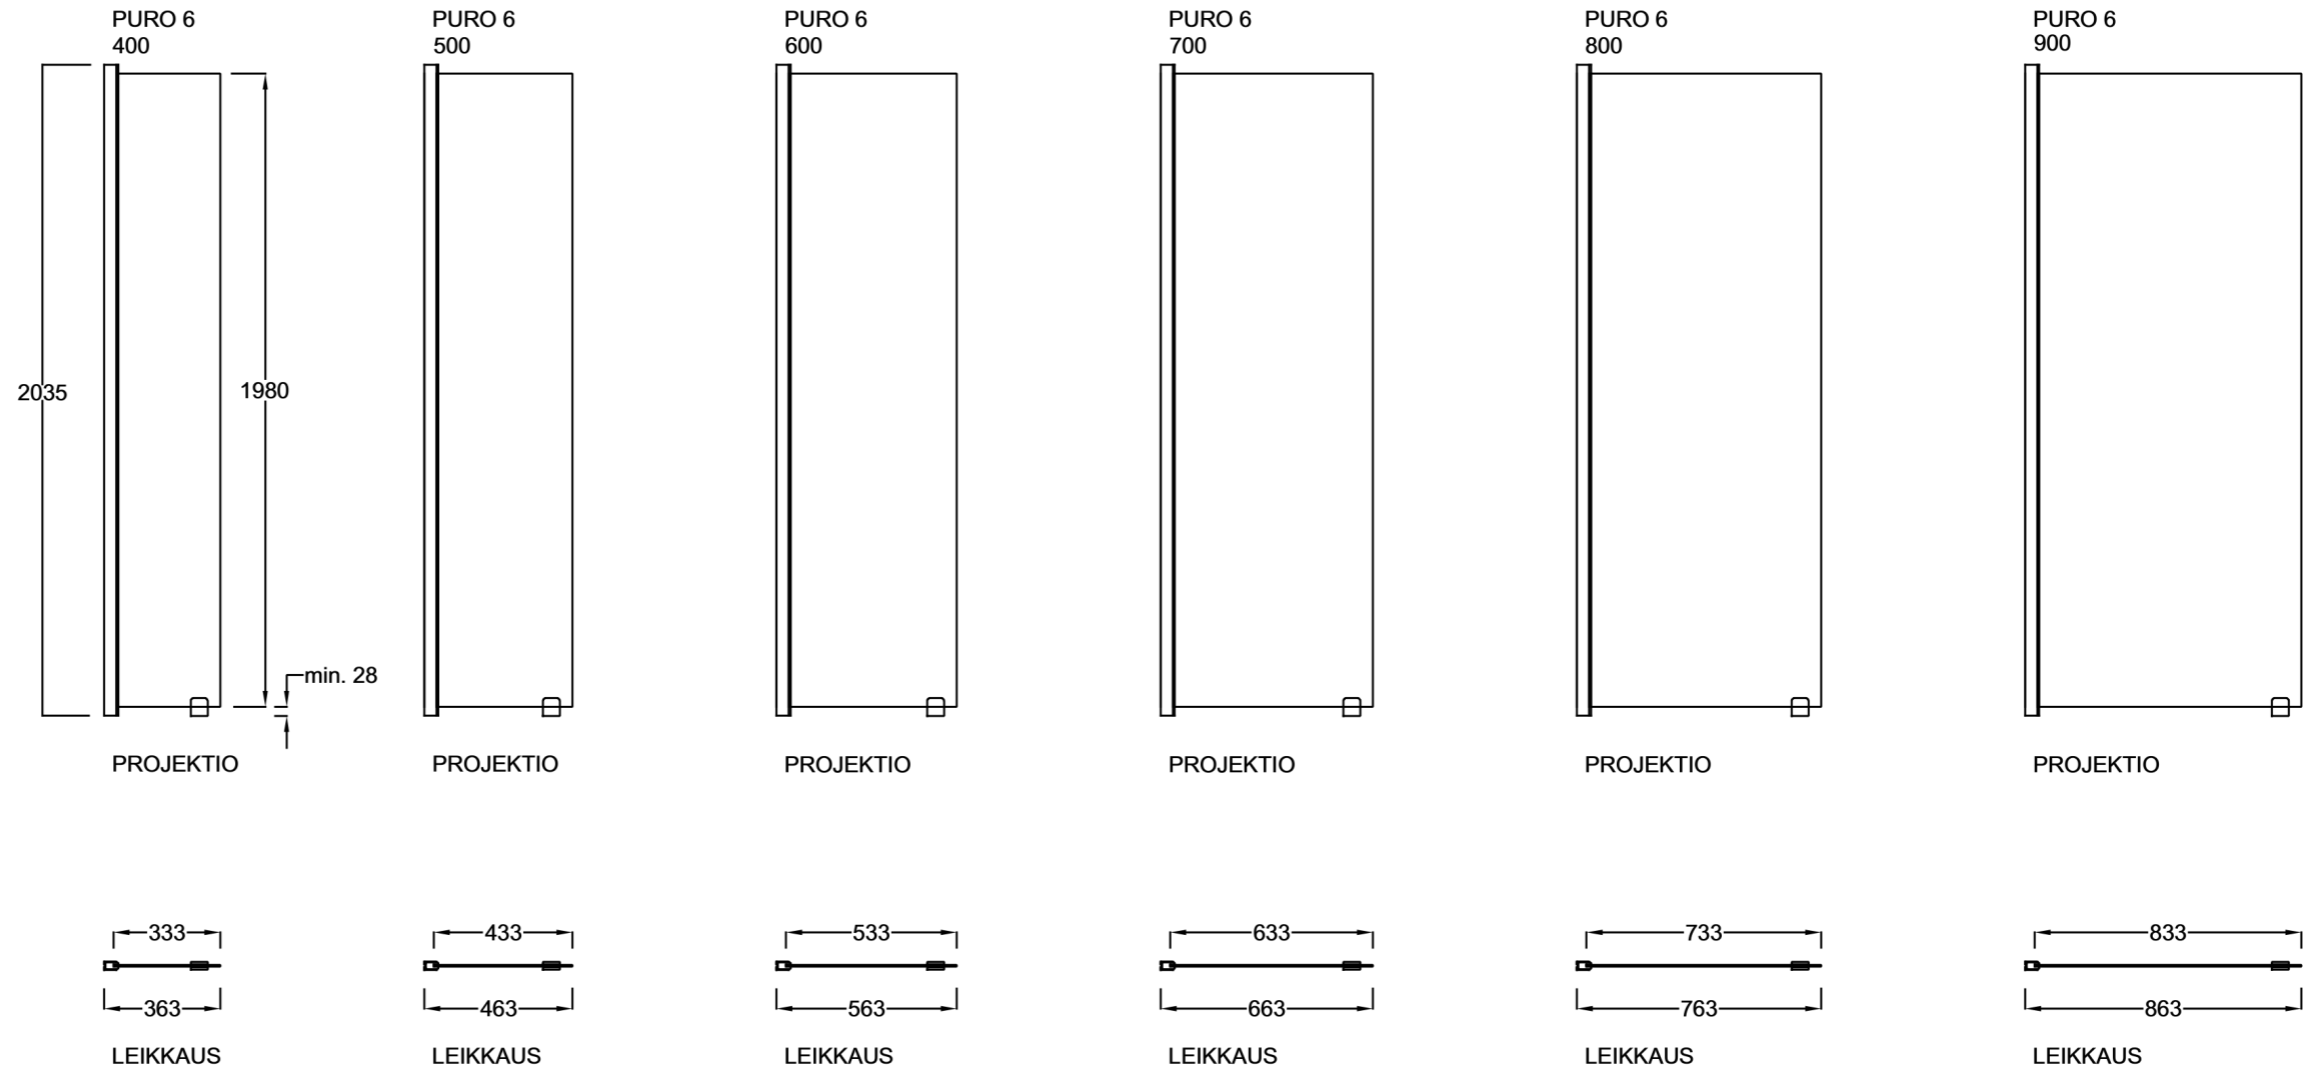 PURO 6
400
PURO 6
500
PURO 6
600
PURO 6
700
PURO 6
800
PURO 6
900
2035
1980
min. 28
PROJEKTIO
PROJEKTIO
PROJEKTIO
PROJEKTIO
PROJEKTIO
PROJEKTIO
333
433
533
633
733
833
363
463
563
663
763
863
LEIKKAUS
LEIKKAUS
LEIKKAUS
LEIKKAUS
LEIKKAUS
LEIKKAUS